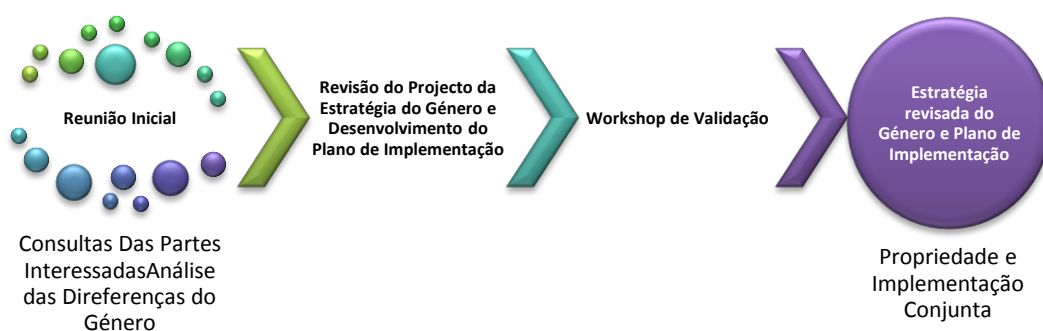 Reunião Inicial
Consultas Das Partes
InteressadasAnálise
das Direferenças do
Género
Revisão do Projecto da
Estratégia do Género e
Desenvolvimento do
Plano de Implementação
Workshop de Validação
Estratégia
revisada do
Género e Plano de
Implementação
Propriedade e
Implementação
Conjunta